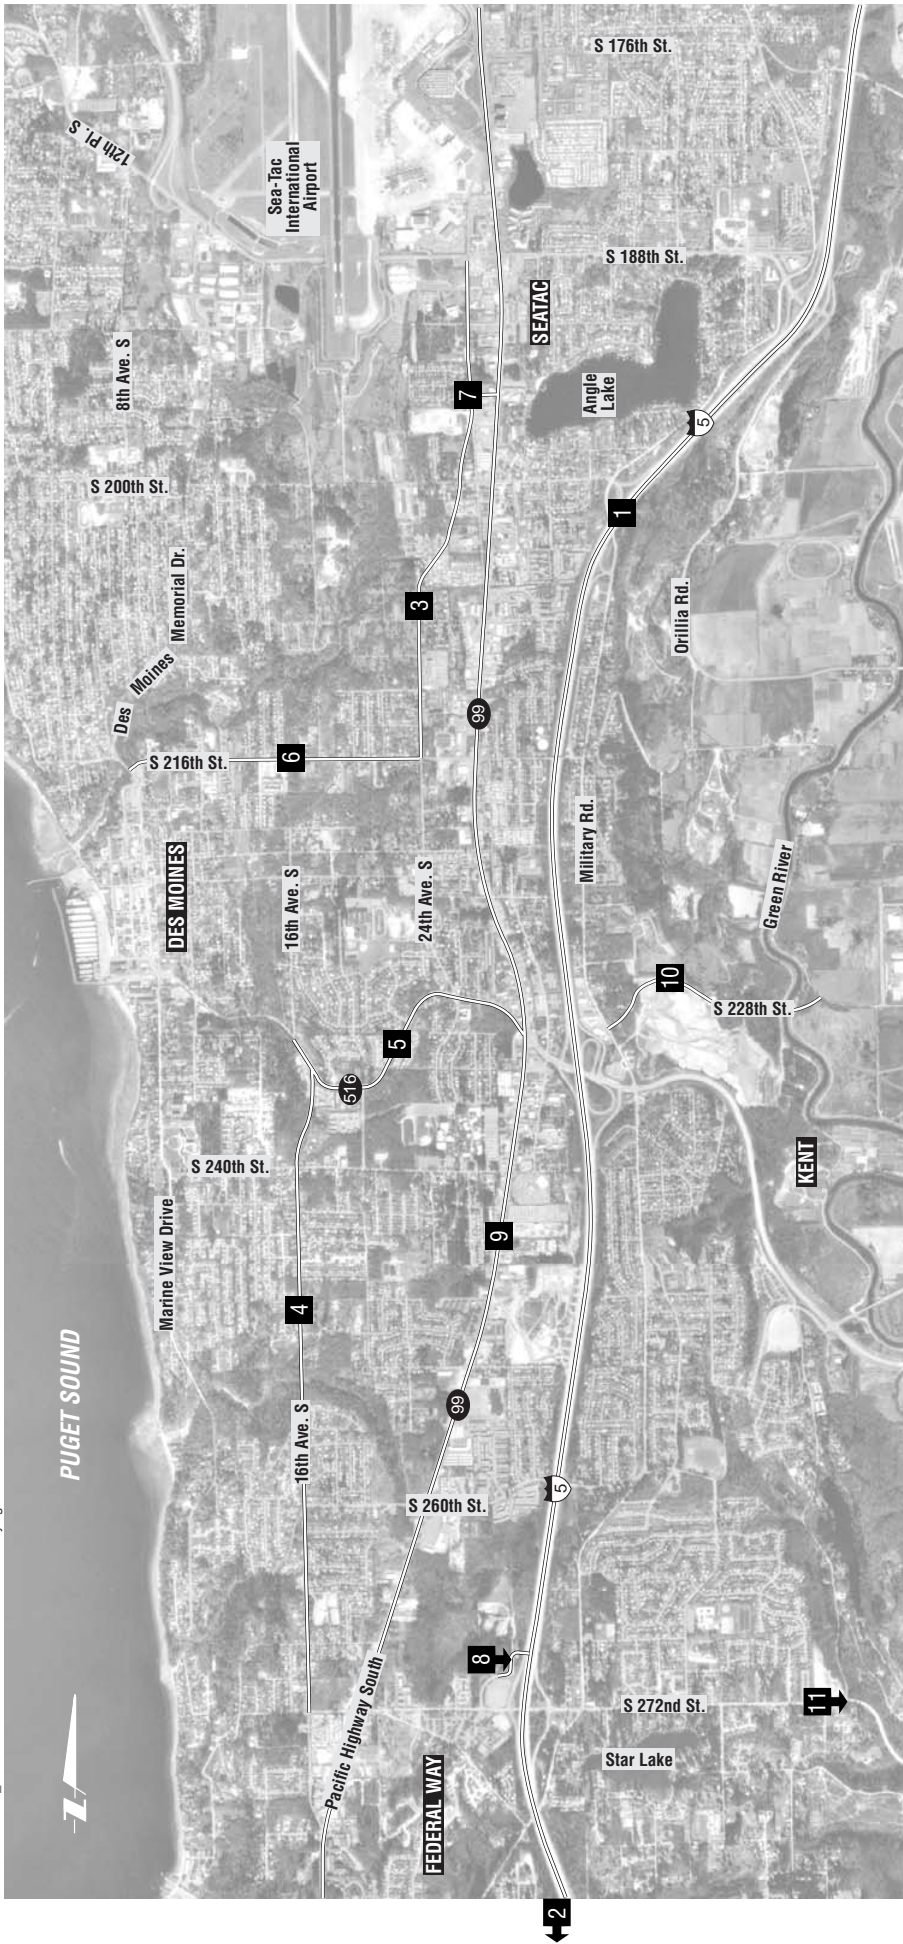 S 176th St.
12th Pl. S
Sea-Tac
International
Airport
S 188th St.
SEATAC
8th Ave. S
7
Angle
Lake
5
S 200th St.
1
Memorial Dr.
3
Orillia Rd.
Moines
Des
99
6
S 216th St.
Military Rd.
DES MOINES
16th Ave. S
24th Ave. S
Green River
10
S 228th St.
5
516
S 240th St.
KENT
Marine View Drive
9
4
PUGET SOUND
99
16th Ave. S
5
S 260th St.
8
Pacific Highway South
S 272nd St.
11
Star Lake
FEDERAL WAY
Z
2